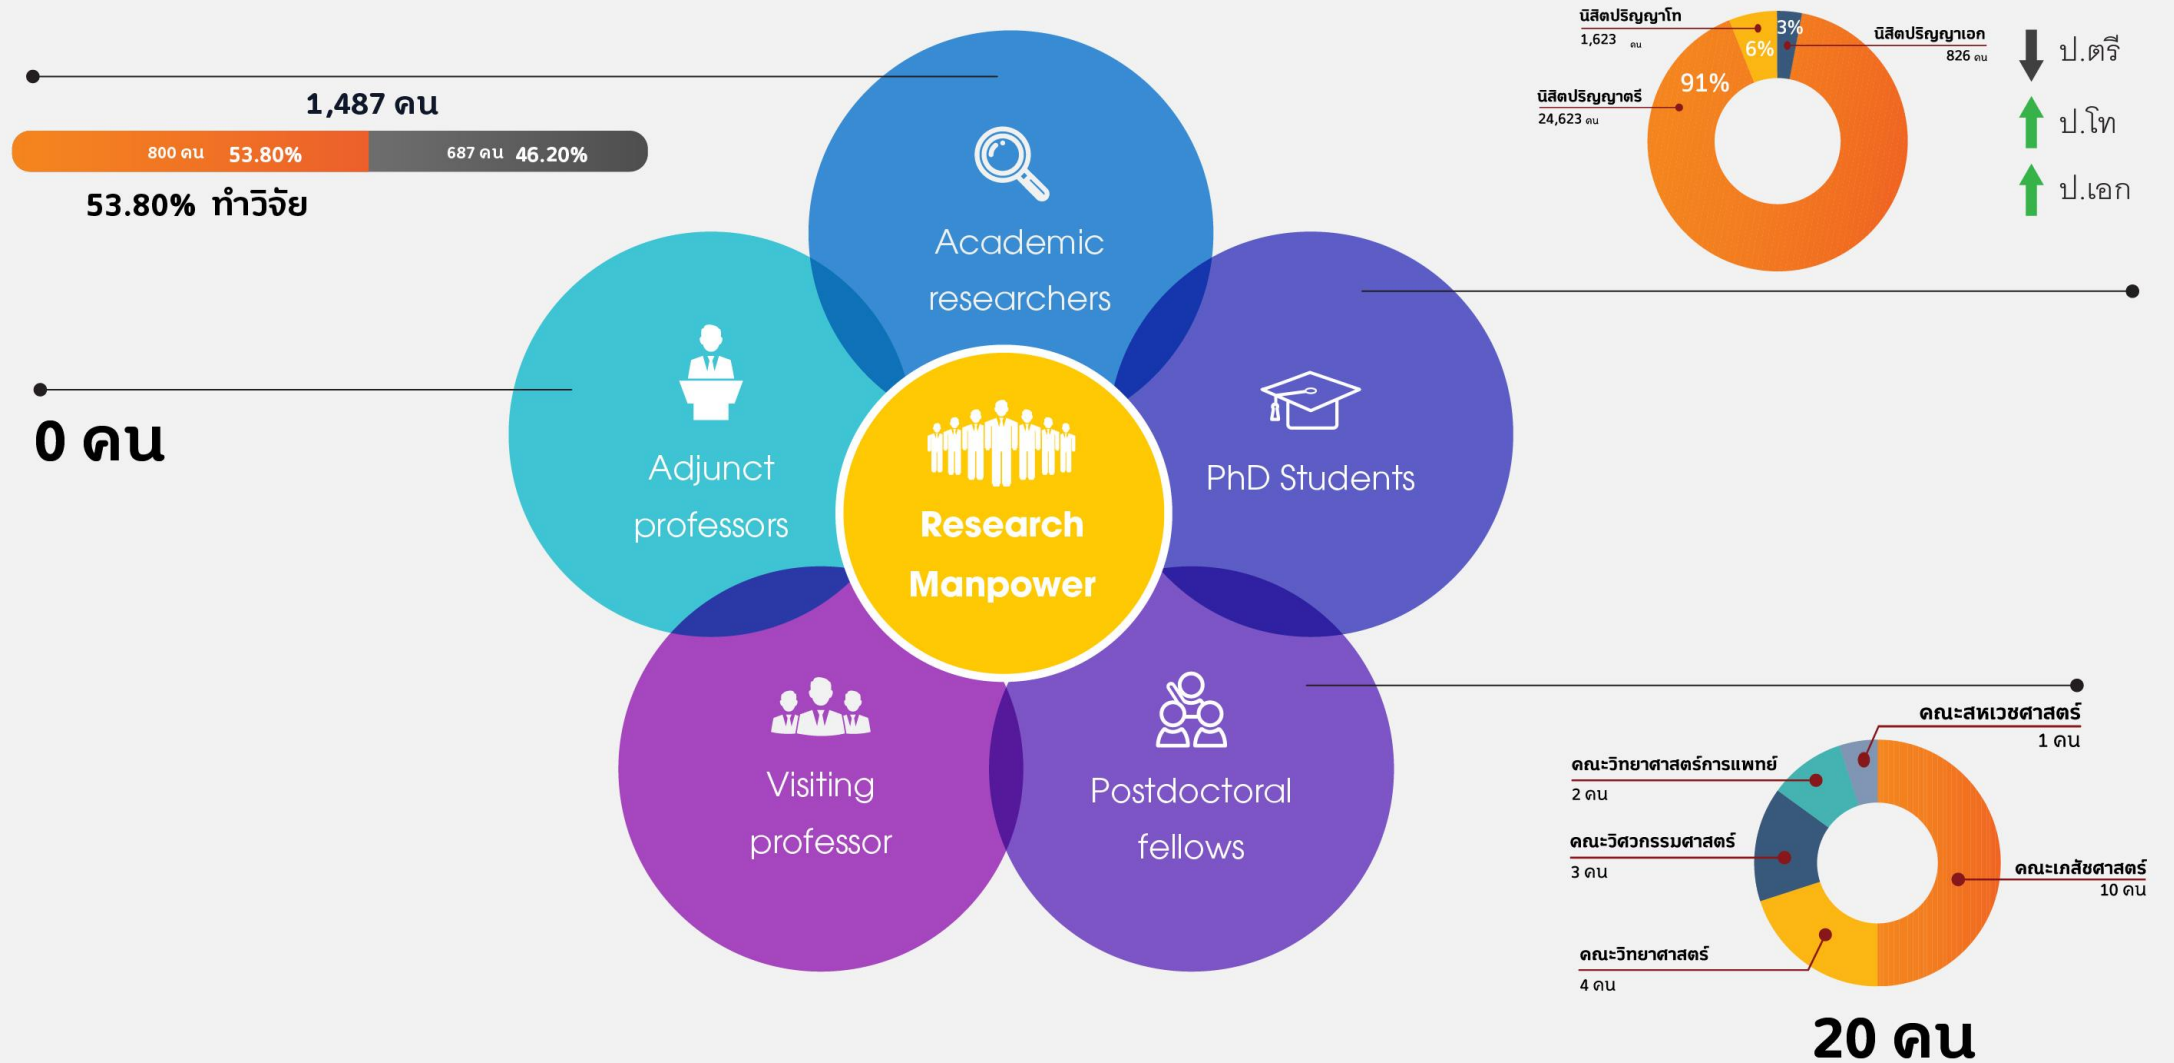 1,487 คน
800 คน 53.80%
687 คน 46.20%
53.80% ทำวิจัย
0 คน
Academic
researchers
Adjunct
professors
Research
Manpower
PhD Students
Visiting
professor
Postdoctoral
fellows
นิสิตปริญญาโท
1,623 คน
3%
6%
91%
นิสิตปริญญาเอก
826 คน
นิสิตปริญญาตรี
24,623 คน
ป.ตรี
ป.โท
ป.เอก
คณะสหเวชศาสตร์
1 คน
คณะวิทยาศาสตร์การแพทย์
2 คน
คณะวิศวกรรมศาสตร์
3 คน
คณะเภสัชศาสตร์
10 คน
คณะวิทยาศาสตร์
4 คน
20 คน